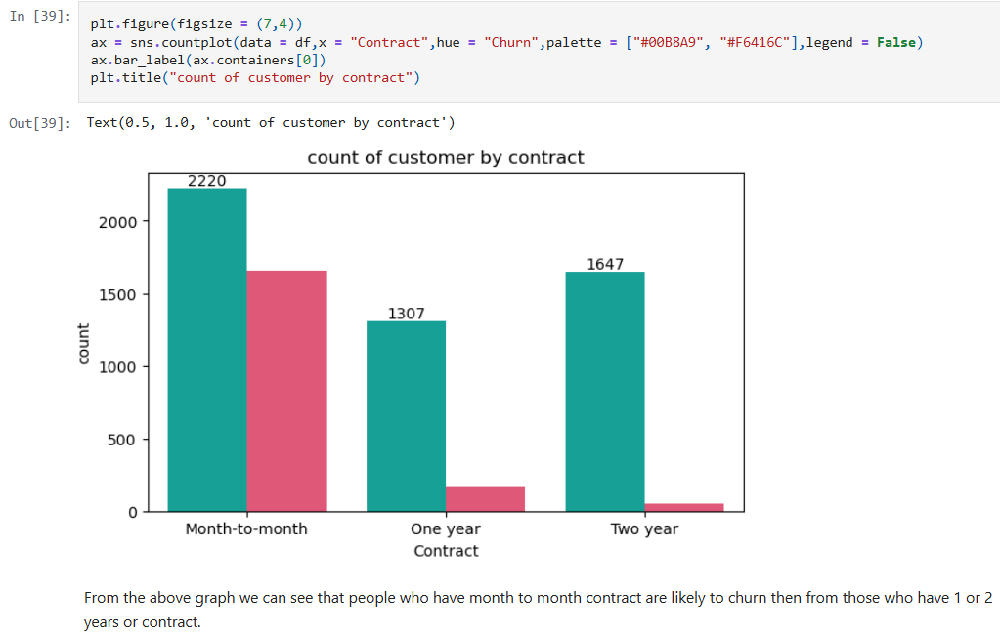 In [39]:
plt.figure(figsize = (7,4))
ax = sns.countplot(data = df,x = "Contract",hue = "Churn",palette = ["#00B8A9", "#F6416C"],legend = False)
ax.bar_label(ax.containers[0])
plt.title("count of customer by contract")
Out[39]: Text(0.5, 1.0, 'count of customer by contract')
count of customer by contract
2220
2000
1647
1500
1307
count
1000
500
0
Month-to-month One year Two year
Contract
From the above graph we can see that people who have month to month contract are likely to churn then from those who have 1 or 2
years or contract.